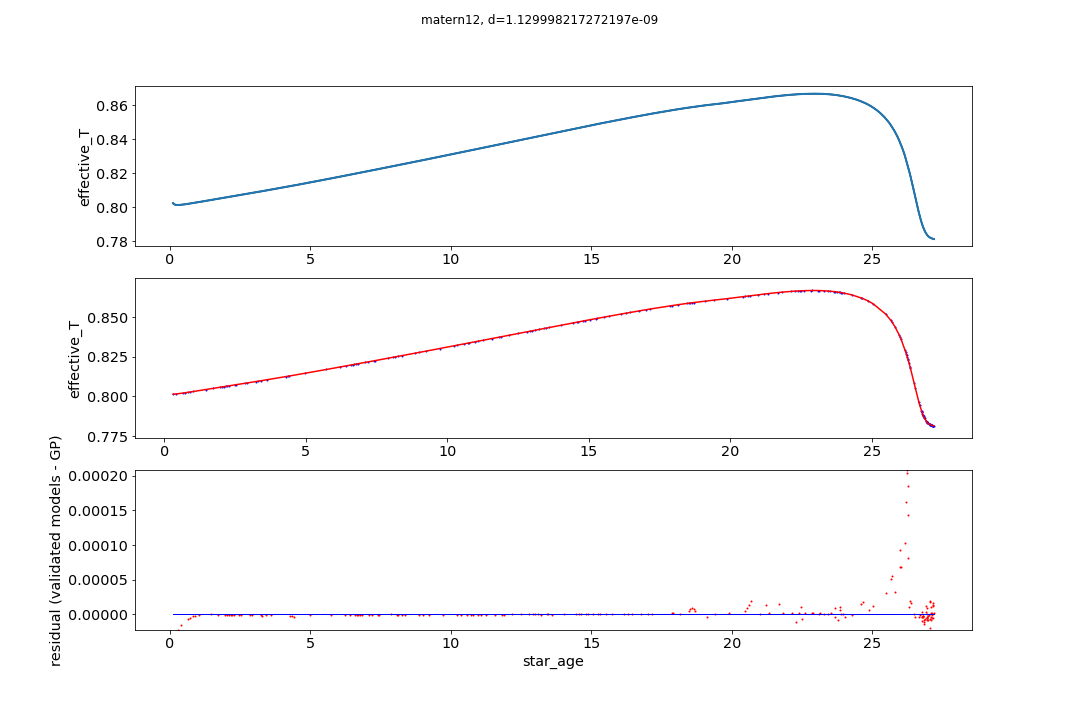 matern12, d=1.129998217272197e-09
effective_T
0.86
0.84
0.82
0.80
0.78
0 5 10 15 20 25
effective_T
0.850
0.825
0.800
0.775
0 5 10 15 20 25
residual (validated models - GP)
0.00020
0.00015
0.00010
0.00005
0.00000
0 5 10 15 20 25
star_age